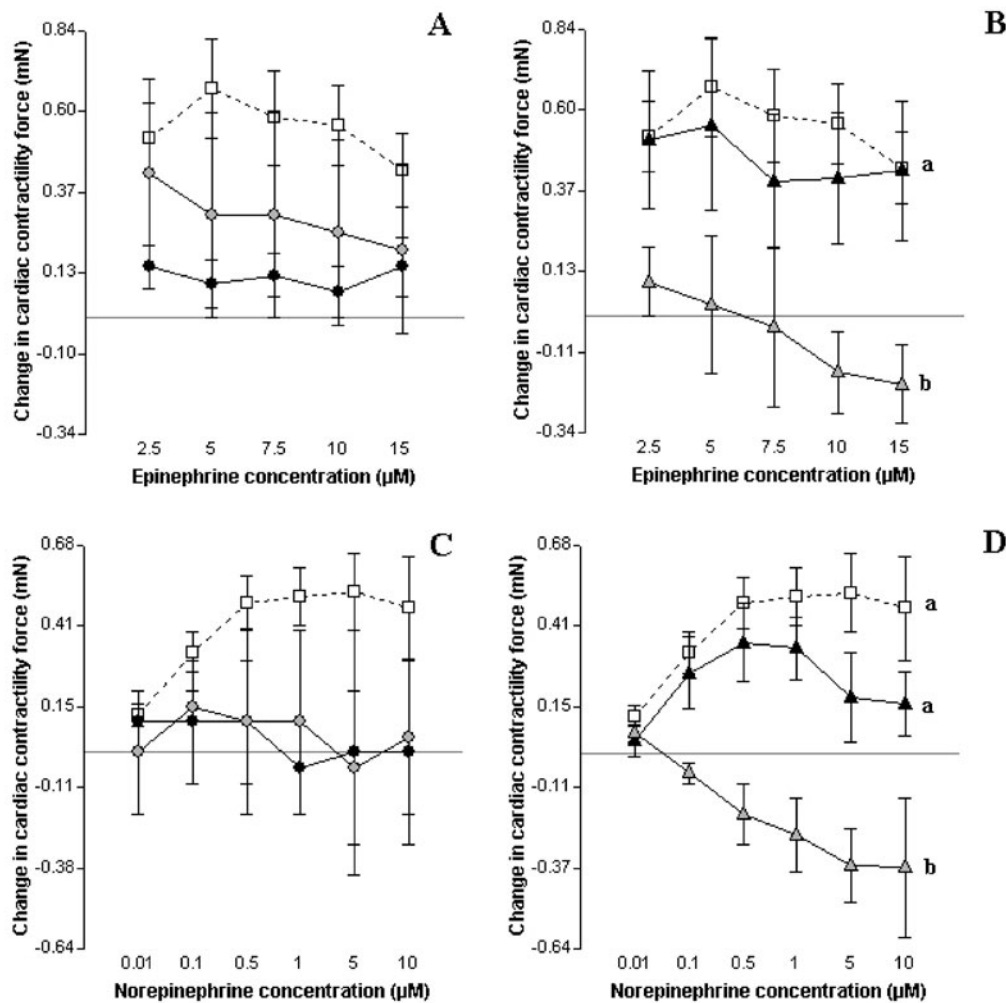 A
Change in cardiac contractility force (mN)
0.84
0.60
0.37
0.13
-0.10
-0.34
2.5 5 7.5 10 15
Epinephrine concentration (µM)
B
Change in cardiac contractility force (mN)
0.84
0.60
0.37
0.13
-0.11
-0.34
a
b
2.5 5 7.5 10 15
Epinephrine concentration (µM)
C
Change in cardiac contractility force (mN)
0.68
0.41
0.15
-0.11
-0.37
-0.64
0.01 0.1 0.5 1 5 10
Norepinephrine concentration (µM)
D
Change in cardiac contractility force (mN)
0.68
0.41
0.15
-0.11
-0.37
-0.64
a
a
b
0.01 0.1 0.5 1 5 10
Norepinephrine concentration (µM)